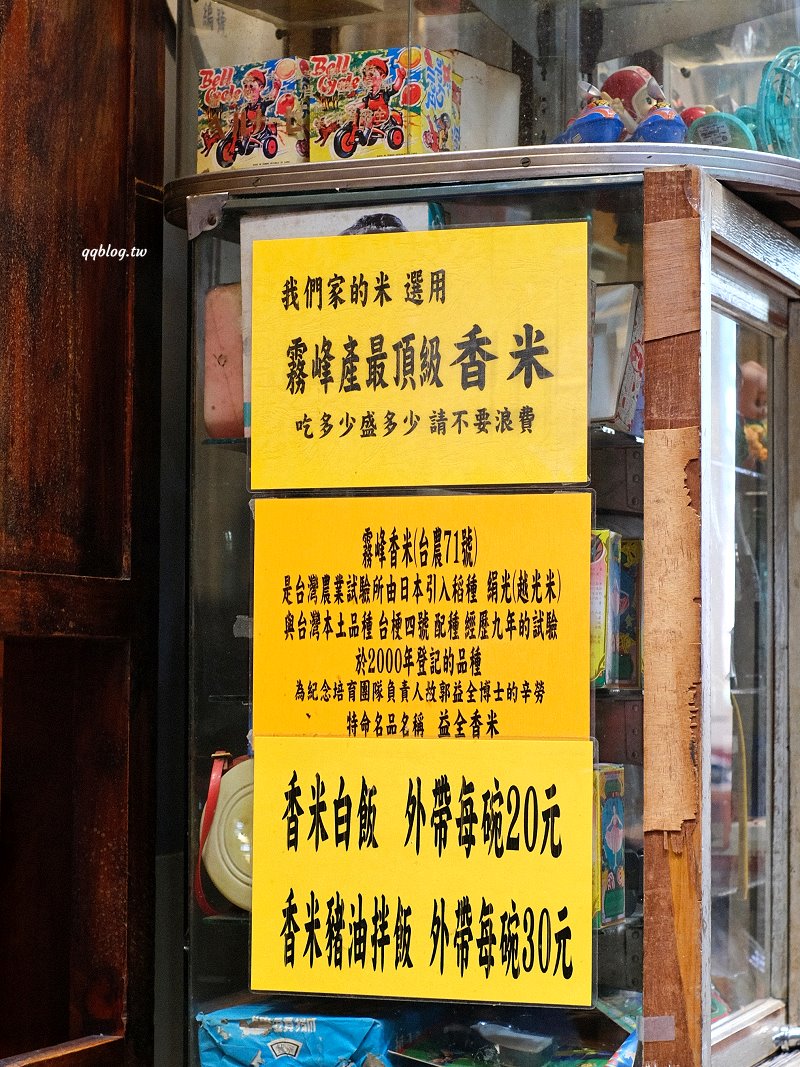 Bell
Cycle
Bell
Cycle
qqblog.tw
我們家的米 選用
霧峰產最頂級香米
吃多少盛多少 請不要浪費
霧峰香米(台農71號)
是台灣農業試驗所由日本引入稻種 絹光(越光米)
與台灣本土品種 台梗四號 配種 經歷九年的試驗
於2000年登記的品種
為紀念培育團隊負責人故郭益全博士的辛勞
特命名品名稱 益全香米
香米白飯 外帶每碗20元
香米豬油拌飯 外帶每碗30元